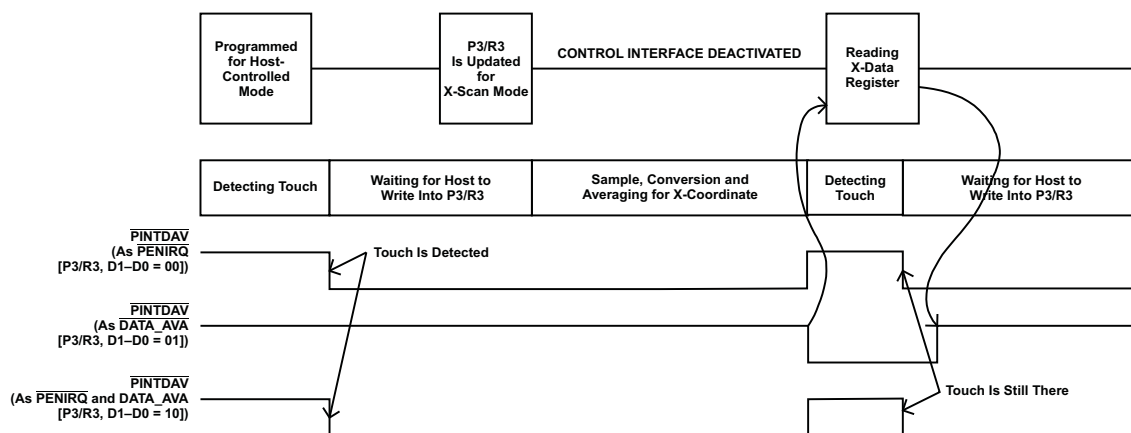 Programmed
for Host-
Controlled
Mode
P3/R3
Is Updated
for
X-Scan Mode
CONTROL INTERFACE DEACTIVATED
Reading
X-Data
Register
Detecting Touch
Waiting for Host to
Write Into P3/R3
Sample, Conversion and
Averaging for X-Coordinate
Detecting
Touch
Waiting for Host to
Write Into P3/R3
PINTDAV
(As PENIRQ
[P3/R3, D1–D0 = 00])
Touch Is Detected
PINTDAV
(As DATA_AVA
[P3/R3, D1–D0 = 01])
PINTDAV
(As PENIRQ and DATA_AVA
[P3/R3, D1–D0 = 10])
Touch Is Still There